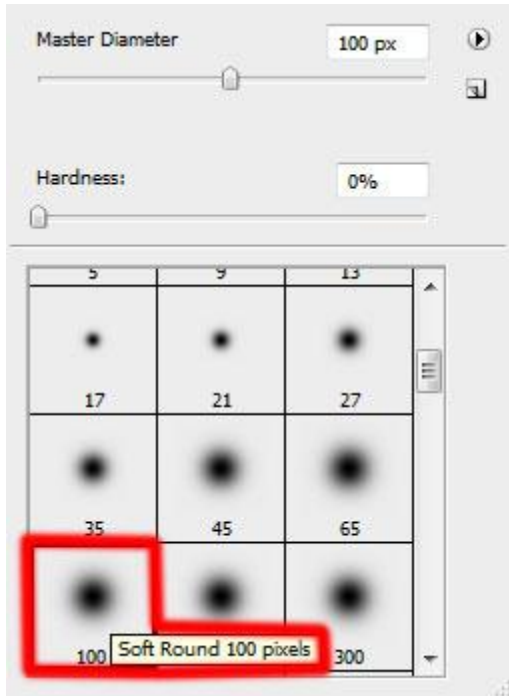 Master Diameter 100 px
Hardness: 0%
5 9 13
17 21 27
35 45 65
100 Soft Round 100 pixels 300